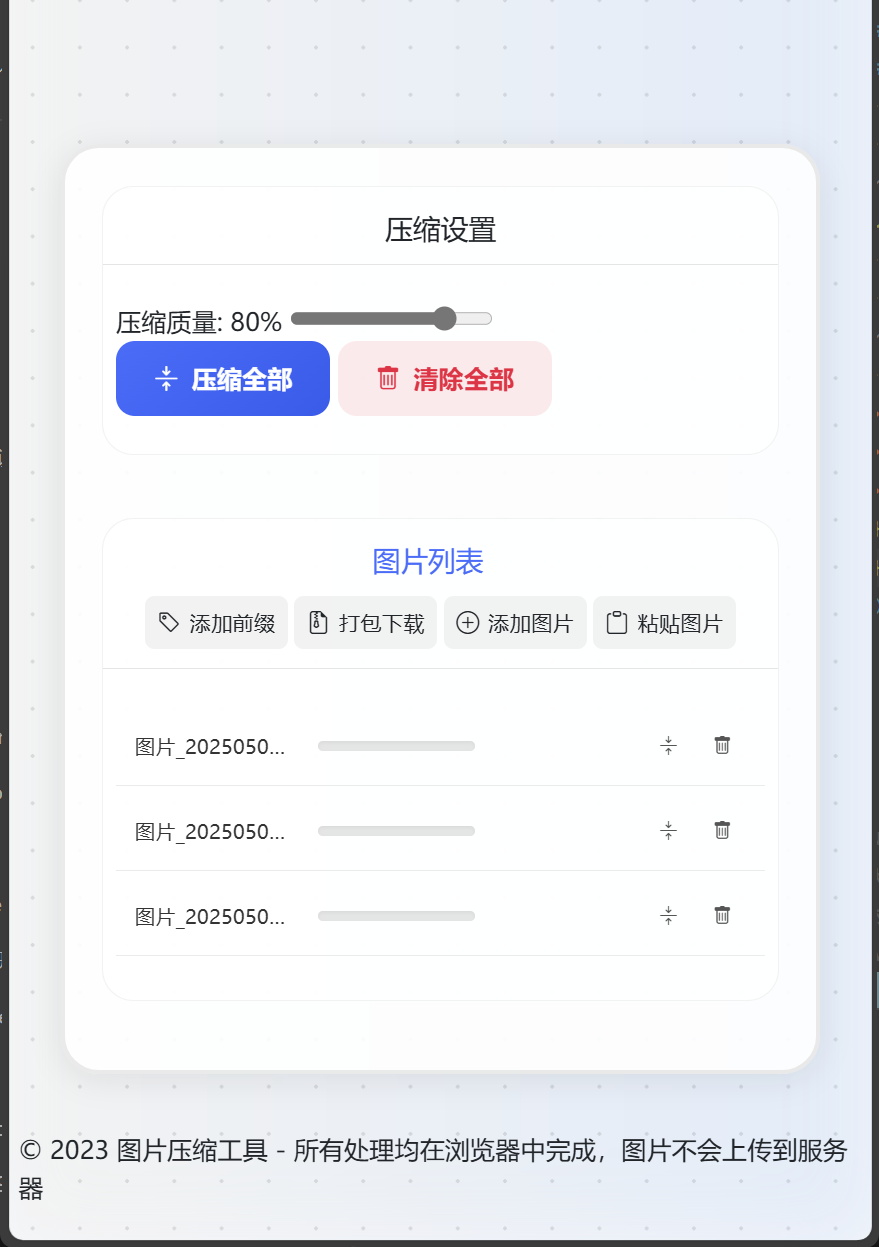 压缩设置
压缩质量: 80%
压缩全部 清除全部
图片列表
添加前缀 打包下载 添加图片 粘贴图片
图片_2025050...
图片_2025050...
图片_2025050...
© 2023 图片压缩工具 - 所有处理均在浏览器中完成，图片不会上传到服务
器